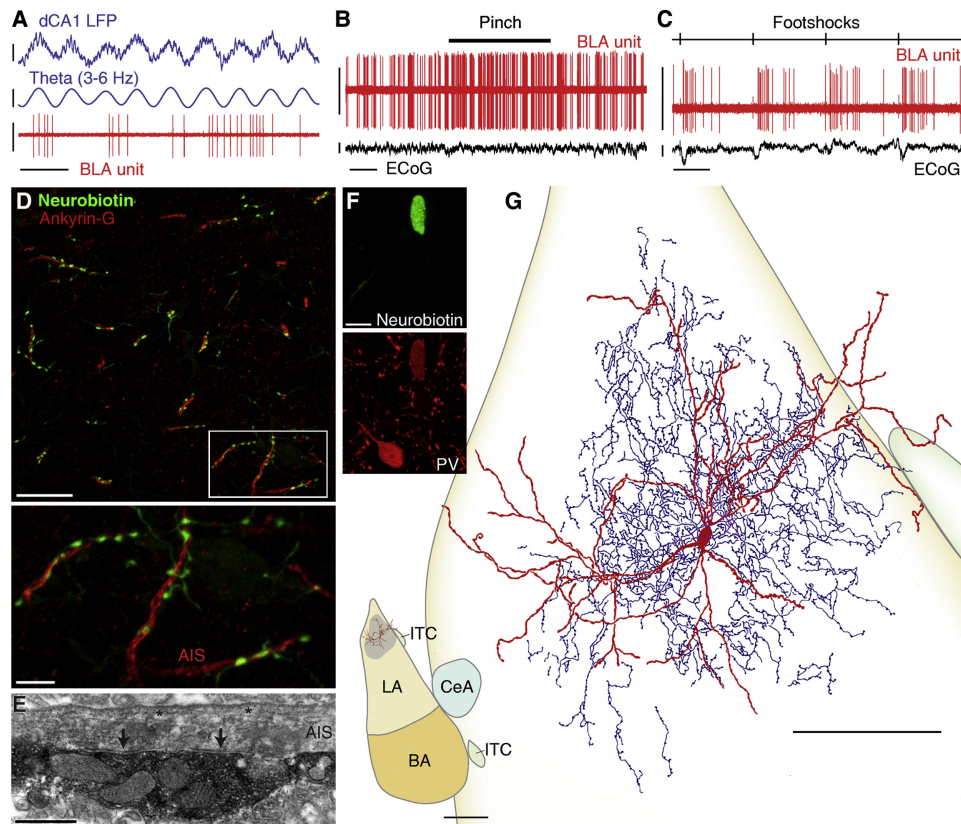 A
dCA1 LFP
Theta (3-6 Hz)
BLA unit
B
Pinch
BLA unit
ECoG
C
Footshocks
BLA unit
ECoG
D
Neurobiotin
Ankyrin-G
AIS
E
AIS
*
*
F
Neurobiotin
PV
G
ITC
LA
CeA
BA
ITC